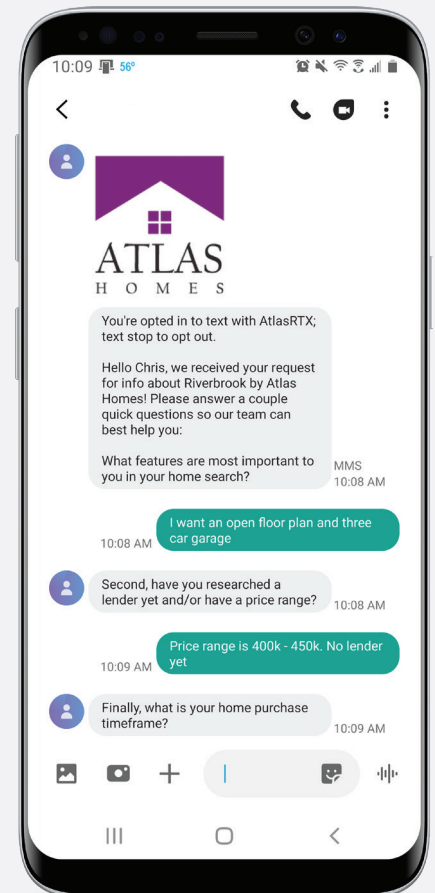 10:09 56°
ATLAS
HOMES
You're opted in to text with AtlasRTX;
text stop to opt out.
Hello Chris, we received your request
for info about Riverbrook by Atlas
Homes! Please answer a couple
quick questions so our team can
best help you:
What features are most important to
you in your home search?
MMS
10:08 AM
I want an open floor plan and three
car garage
10:08 AM
Second, have you researched a
lender yet and/or have a price range?
10:08 AM
Price range is 400k - 450k. No lender
yet
10:09 AM
Finally, what is your home purchase
timeframe?
10:09 AM